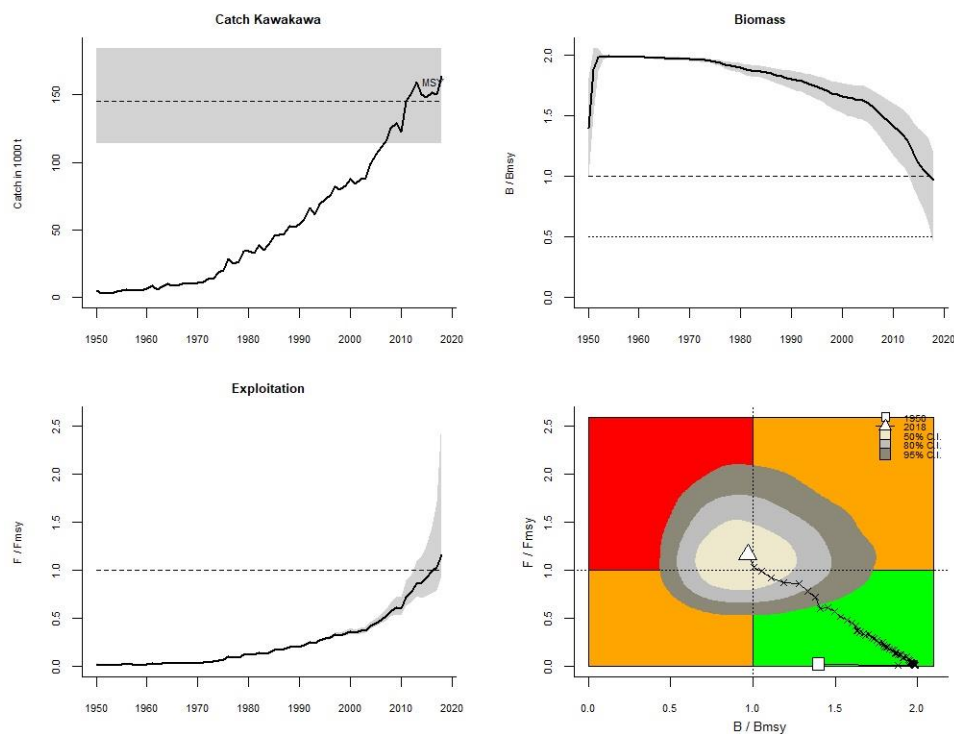 Catch Kawakawa
Catch in 1000 t
0 50 100 150
MSY
1950 1960 1970 1980 1990 2000 2010 2020
Biomass
B / Bmsy
0.0 0.5 1.0 1.5 2.0
1950 1960 1970 1980 1990 2000 2010 2020
Exploitation
F / Fmsy
0.0 0.5 1.0 1.5 2.0 2.5
1950 1960 1970 1980 1990 2000 2010 2020
F / Fmsy
0.0 0.5 1.0 1.5 2.0 2.5
1950
2018
50% C.I.
80% C.I.
95% C.I.
0.0 0.5 1.0 1.5 2.0
B / Bmsy